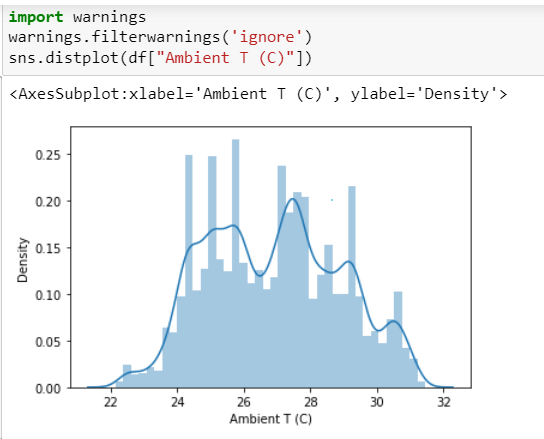 import warnings
warnings.filterwarnings('ignore')
sns.distplot(df["Ambient T (C)"])
<AxesSubplot:xlabel='Ambient T (C)', ylabel='Density'>
0.25
0.20
0.15
0.10
0.05
0.00
Density
22 24 26 28 30 32
Ambient T (C)